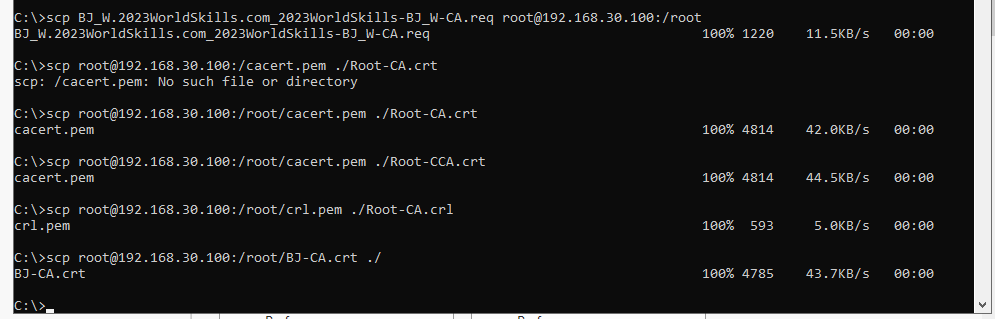 C:\>scp BJ_W.2023WorldSkills.com_2023WorldSkills-BJ_W-CA.req root@192.168.30.100:/root
BJ_W.2023WorldSkills.com_2023WorldSkills-BJ_W-CA.req 100% 1220 11.5KB/s 00:00
C:\>scp root@192.168.30.100:/cacert.pem ./Root-CA.crt
scp: /cacert.pem: No such file or directory
C:\>scp root@192.168.30.100:/root/cacert.pem ./Root-CA.crt
cacert.pem 100% 4814 42.0KB/s 00:00
C:\>scp root@192.168.30.100:/root/cacert.pem ./Root-CCA.crt
cacert.pem 100% 4814 44.5KB/s 00:00
C:\>scp root@192.168.30.100:/root/crl.pem ./Root-CA.crl
crl.pem 100% 593 5.0KB/s 00:00
C:\>scp root@192.168.30.100:/root/BJ-CA.crt ./
BJ-CA.crt 100% 4785 43.7KB/s 00:00
C:\>